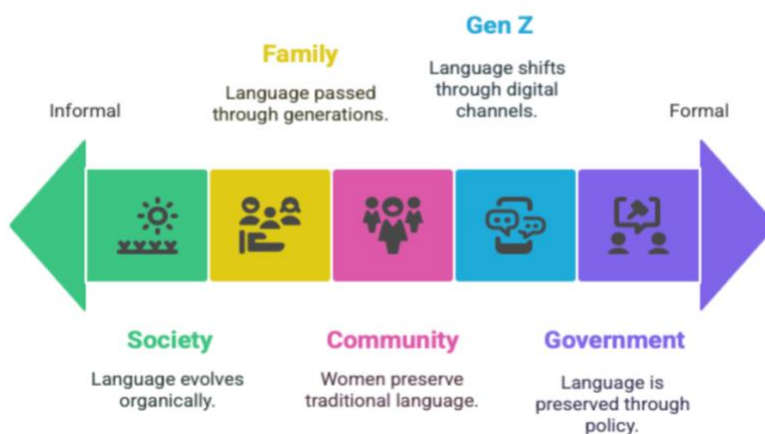 Gen Z
Language shifts
through digital
channels.
Family
Language passed
through generations.
Informal
Formal
Society
Language evolves
organically.
Community
Women preserve
traditional language.
Government
Language is
preserved through
policy.